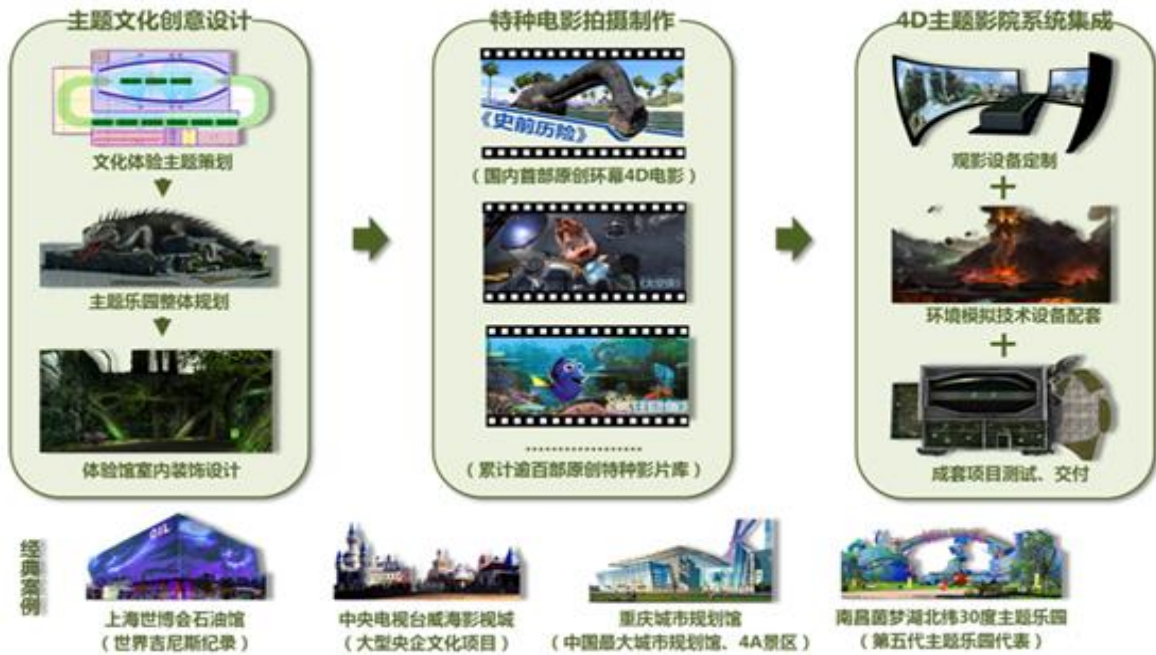 主题文化创意设计
文化体验主题策划
主题乐园整体规划
体验馆室内装饰设计
特种电影拍摄制作
《史前历险》
（国内首部原创环幕4D电影）
………………
（累计逾百部原创特种影片库）
4D主题影院系统集成
观影设备定制
+
环境模拟技术设备配套
+
成套项目测试、交付
经典案例
OIL
上海世博会石油馆
（世界吉尼斯纪录）
中央电视台威海影视城
（大型央企文化项目）
重庆城市规划馆
（中国最大城市规划馆、4A景区）
南昌茵梦湖北纬30度主题乐园
（第五代主题乐园代表）